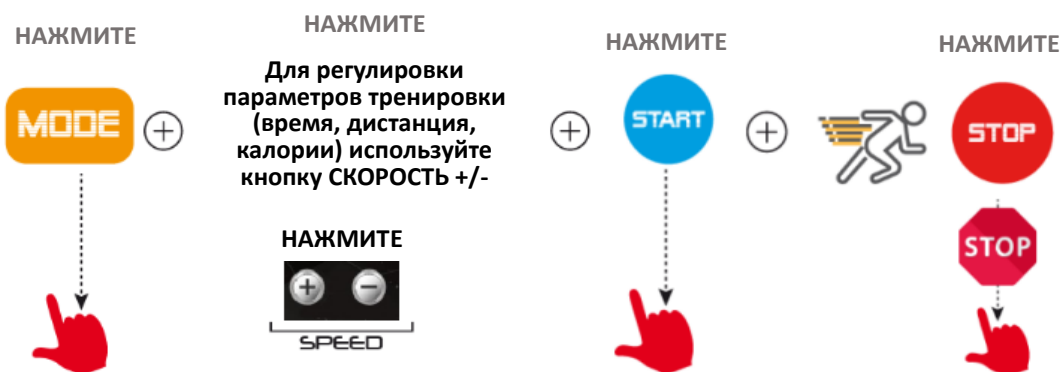 НАЖМИТЕ
MODE
НАЖМИТЕ
Для регулировки
параметров тренировки
(время, дистанция,
калории) используйте
кнопку СКОРОСТЬ +/-
НАЖМИТЕ
+ −
SPEED
НАЖМИТЕ
START
НАЖМИТЕ
STOP
STOP